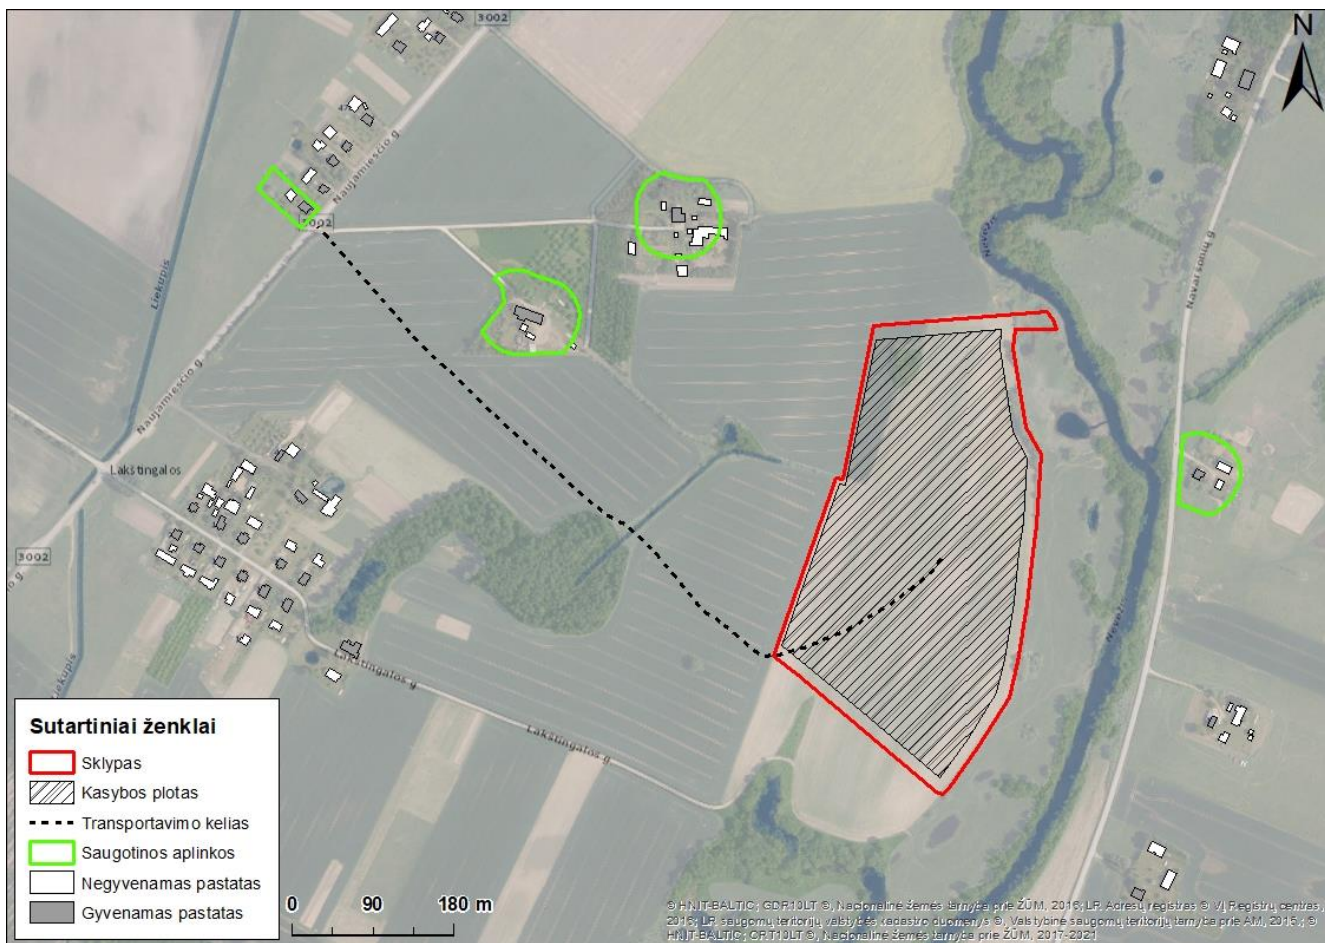 3002
N
47
Naujamiesčio g
3002
Liekupis
Nevėžis
Navarsonių g
Naujamiesčio g
Lakštingalos
3002
Lakštingalos g
Liekupis
Nevėžis
Lakštingalos g
Sutartiniai ženklai
Sklypas
Kasybos plotas
Transportavimo kelias
Saugotinos aplinkos
Negyvenamas pastatas
Gyvenamas pastatas
0 90 180 m
© HNIT-BALTIC; GDR10LT ©, Nacionalinė žemės tarnyba prie ŽŪM, 2016; LR Adresų registras © VĮ Registrų centras,
2016; LR saugomų teritorijų valstybės kadastro duomenys ©, Valstybinė saugomų teritorijų tarnyba prie AM, 2015.; ©
HNIT-BALTIC; ORT10LT ©, Nacionalinė žemės tarnyba prie ŽŪM, 2017-2021